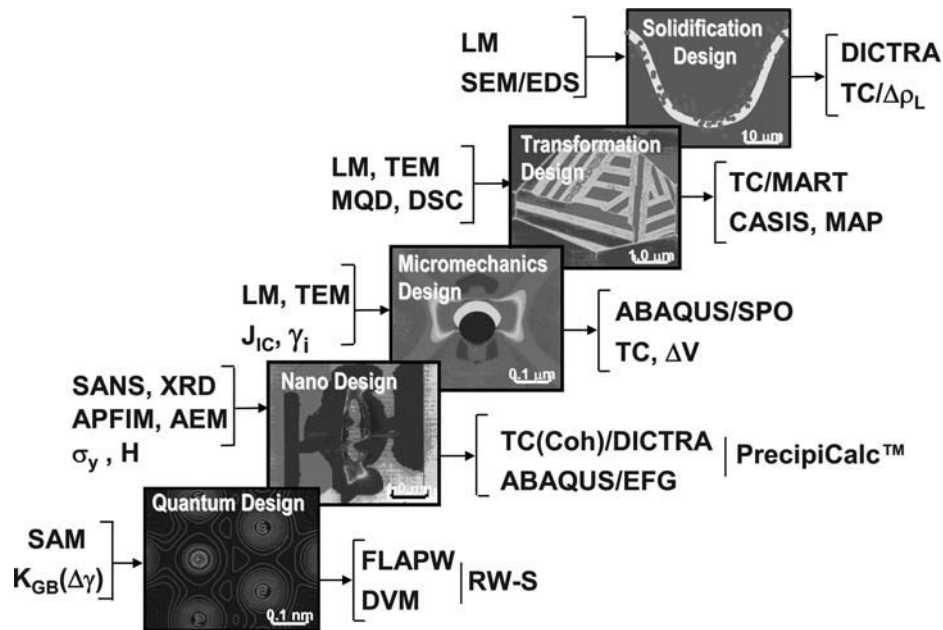 LM
SEM/EDS
Solidification
Design
10 μm
DICTRA
TC/Δρ_L
LM, TEM
MQD, DSC
Transformation
Design
1.0 μm
TC/MART
CASIS, MAP
LM, TEM
J_IC, γ_i
Micromechanics
Design
0.1 μm
ABAQUS/SPO
TC, ΔV
SANS, XRD
APFIM, AEM
σ_y , H
Nano Design
TC(Coh)/DICTRA
ABAQUS/EFG
PrecipiCalc™
SAM
K_GB(Δγ)
Quantum Design
0.1 nm
FLAPW
DVM
RW-S